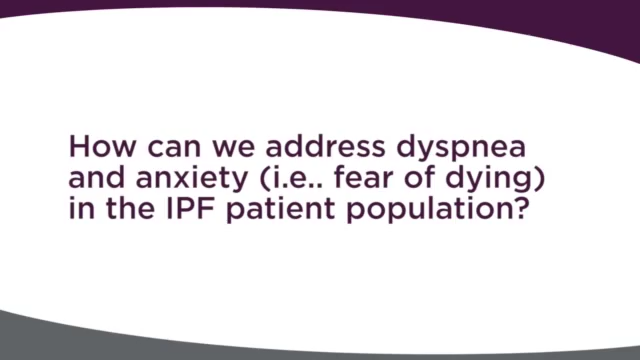 How can we address dyspnea
and anxiety (i.e.. fear of dying)
in the IPF patient population?